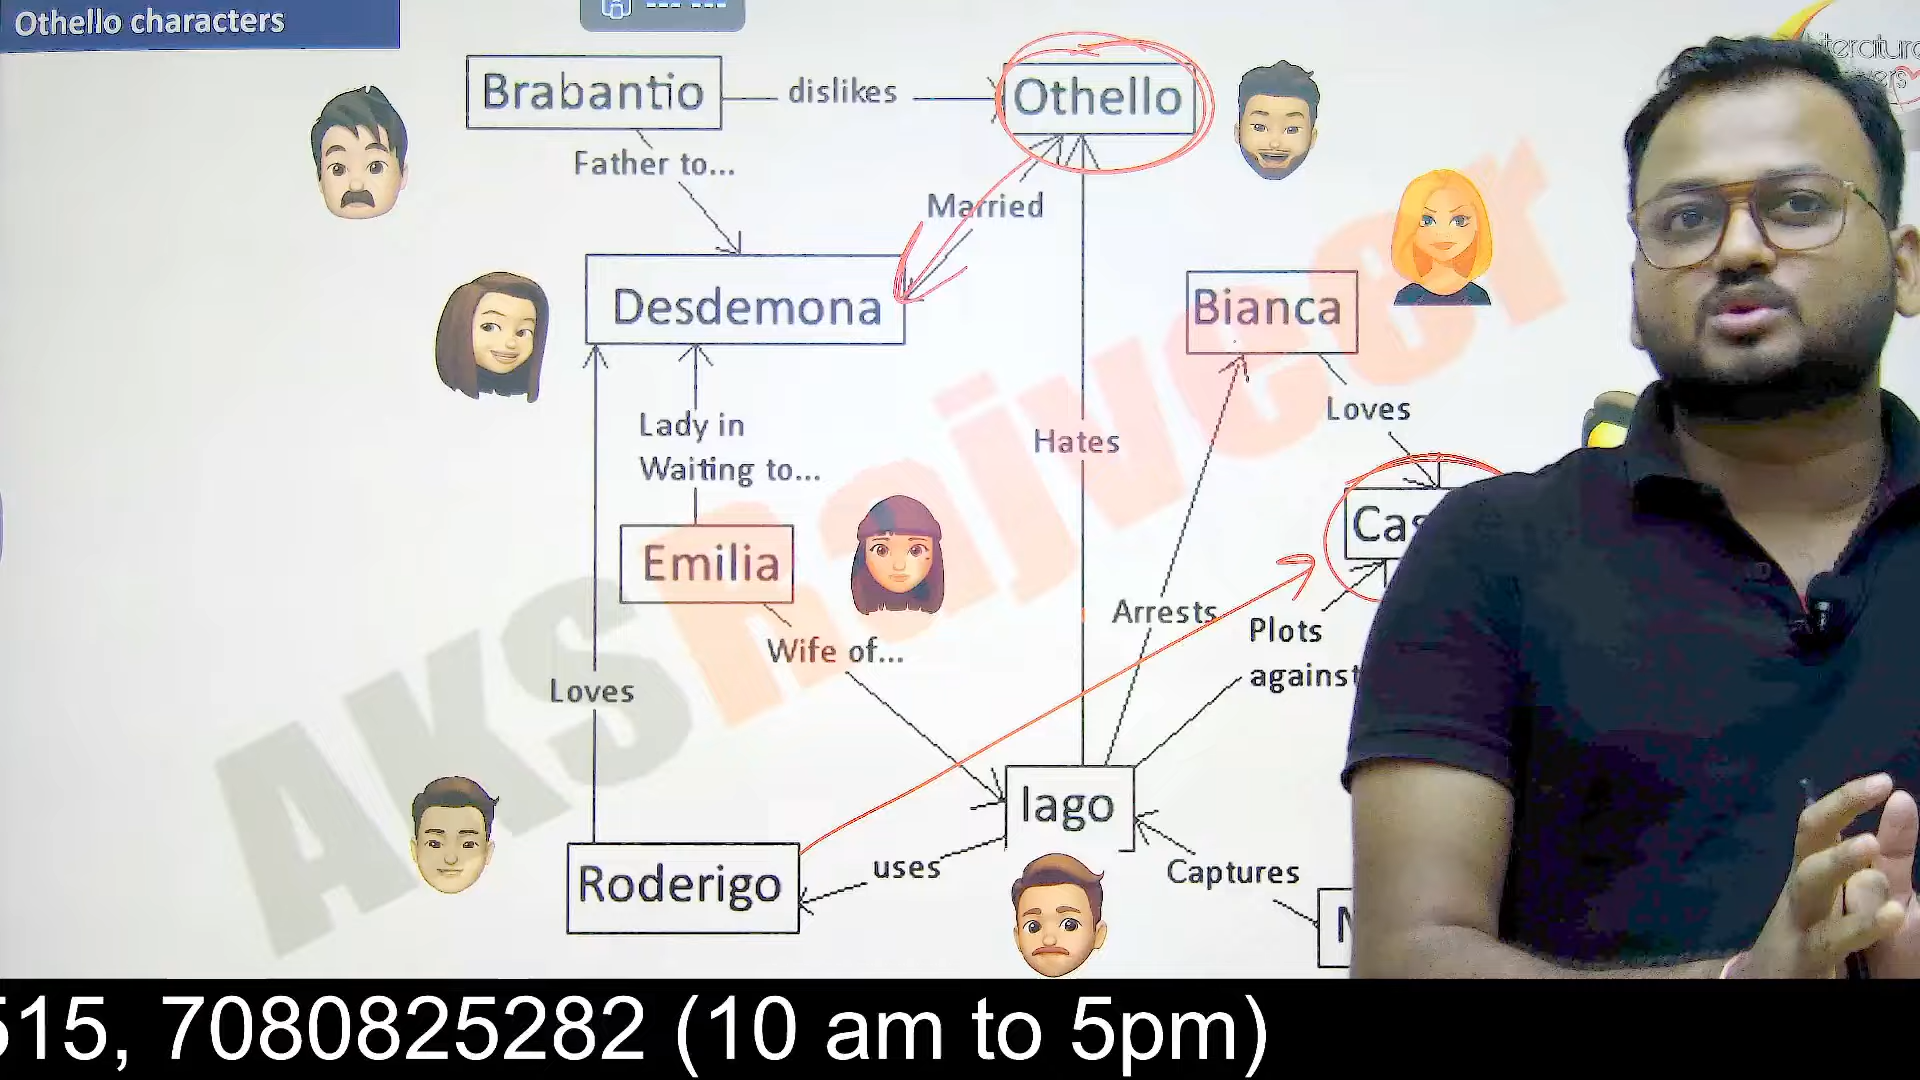 Othello characters
Brabantio
dislikes
Othello
Father to...
Married
Desdemona
Bianca
Lady in
Waiting to...
Hates
Loves
Emilia
Arrests
Plots
against
Wife of...
Loves
Iago
uses
Captures
Roderigo
AKSRajveer
515, 7080825282 (10 am to 5pm)